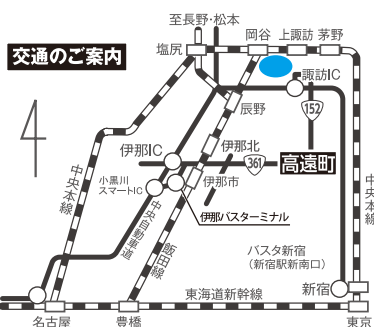 交通のご案内
至長野・松本
塩尻
岡谷
上諏訪
茅野
諏訪IC
辰野
152
伊那IC
伊那北
361
高遠町
小黒川
スマートIC
伊那市
伊那バスターミナル
中央本線
中央自動車道
飯田線
中央本線
バスタ新宿
(新宿駅新南口)
新宿
東海道新幹線
名古屋
豊橋
東京